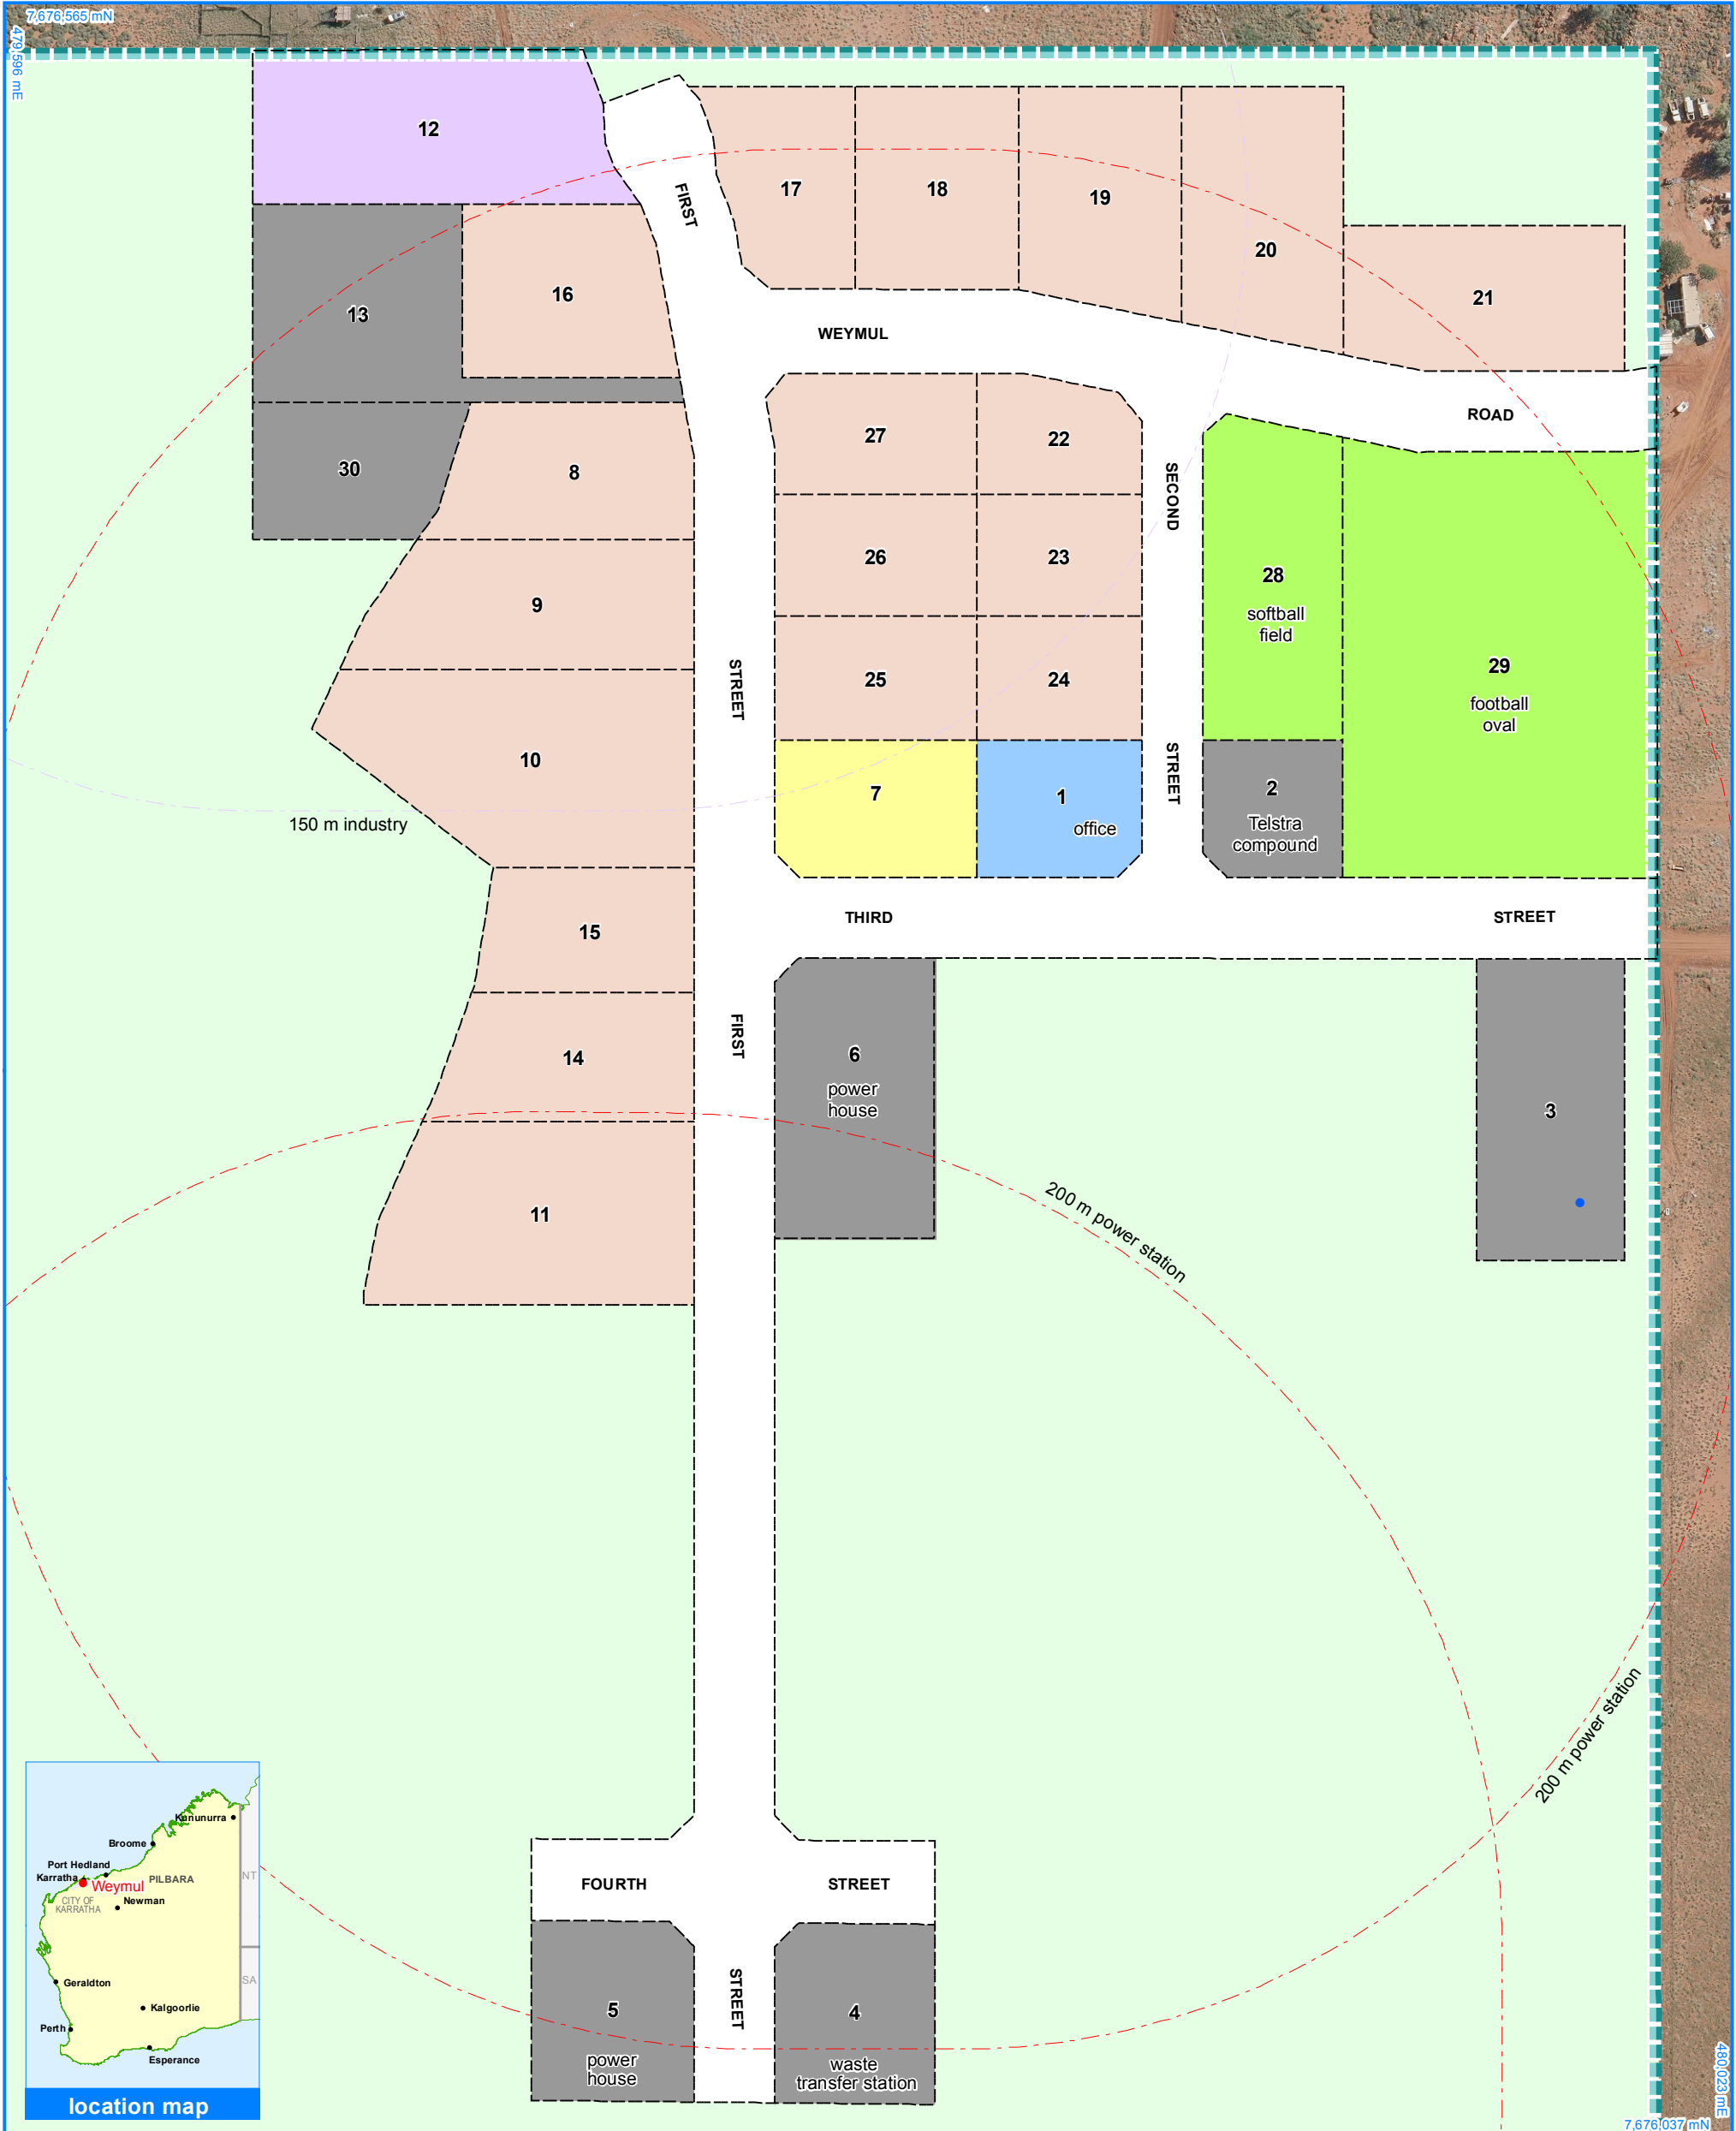 7,676,565 mN
479,596 mE
12
FIRST
17
18
19
20
21
13
16
WEYMUL
ROAD
30
8
27
22
SECOND
26
23
28
softball
field
9
29
football
oval
STREET
25
24
10
7
1
office
STREET
2
Telstra
compound
150 m industry
15
THIRD
STREET
FIRST
14
6
power
house
3
11
200 m power station
200 m power station
Kununurra
Broome
Port Hedland
Karratha
Weymul
PILBARA
CITY OF
KARRATHA
Newman
NT
SA
Geraldton
Kalgoorlie
Perth
Esperance
location map
FOURTH
STREET
STREET
5
power
house
4
waste
transfer station
480,023 mE
7,676,037 mN